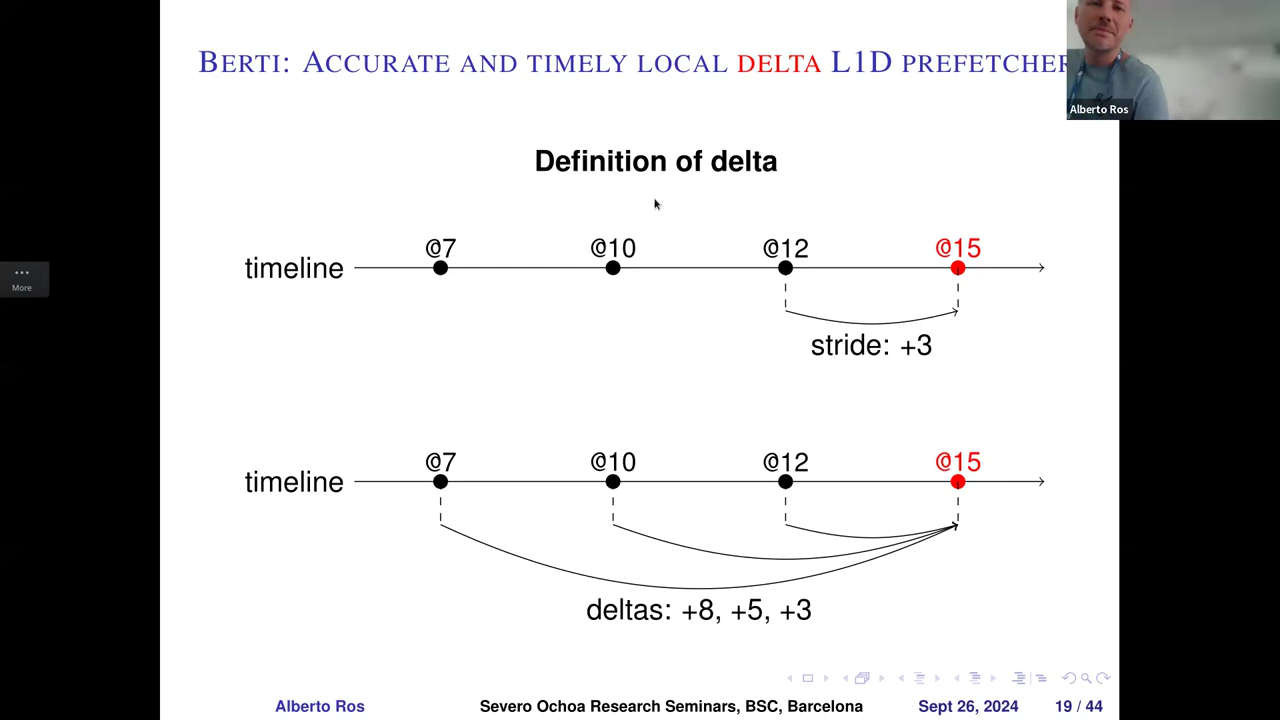 BERTI: ACCURATE AND TIMELY LOCAL DELTA L1D PREFETCHER
Alberto Ros
Definition of delta
@7 @10 @12 @15
timeline
More
stride: +3
@7 @10 @12 @15
timeline
deltas: +8, +5, +3
Alberto Ros Severo Ochoa Research Seminars, BSC, Barcelona Sept 26, 2024 19 / 44